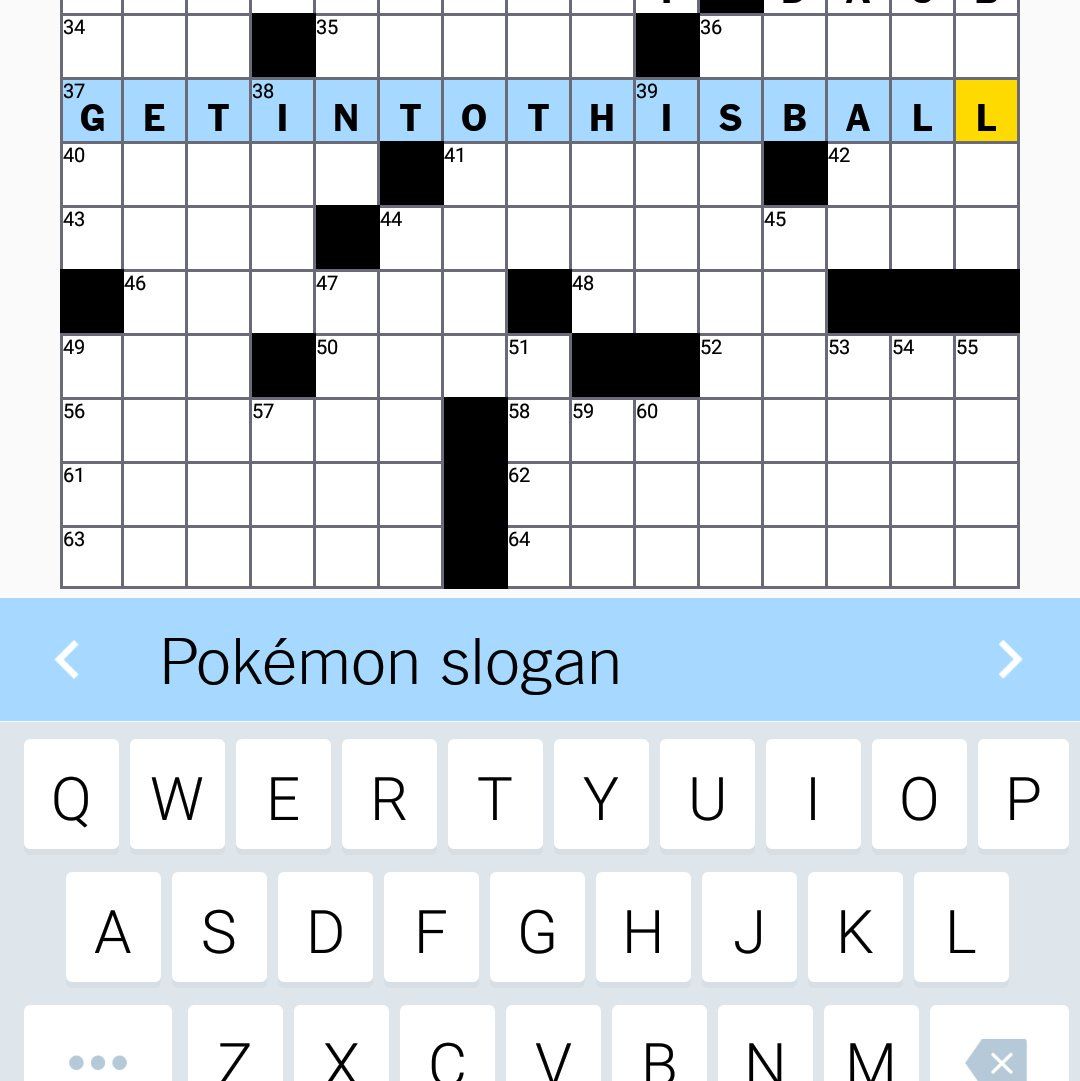 D A U B
34 35 36
37 38 39
G E T I N T O T H I S B A L L
40 41 42
43 44 45
46 47 48
49 50 51 52 53 54 55
56 57 58 59 60
61 62
63 64
Pokémon slogan
Q W E R T Y U I O P
A S D F G H J K L
Z X C V B N M